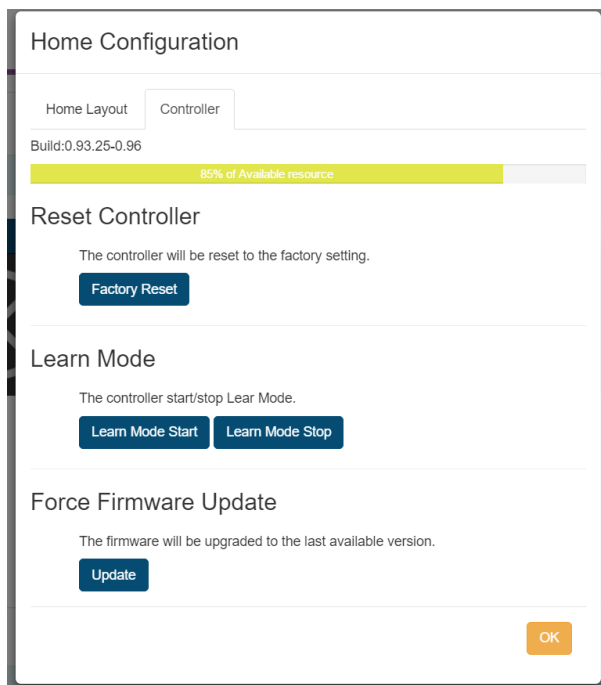 Home Configuration
Home Layout Controller
Build:0.93.25-0.96
85% of Available resource
Reset Controller
The controller will be reset to the factory setting.
Factory Reset
Learn Mode
The controller start/stop Lear Mode.
Learn Mode Start Learn Mode Stop
Force Firmware Update
The firmware will be upgraded to the last available version.
Update
OK